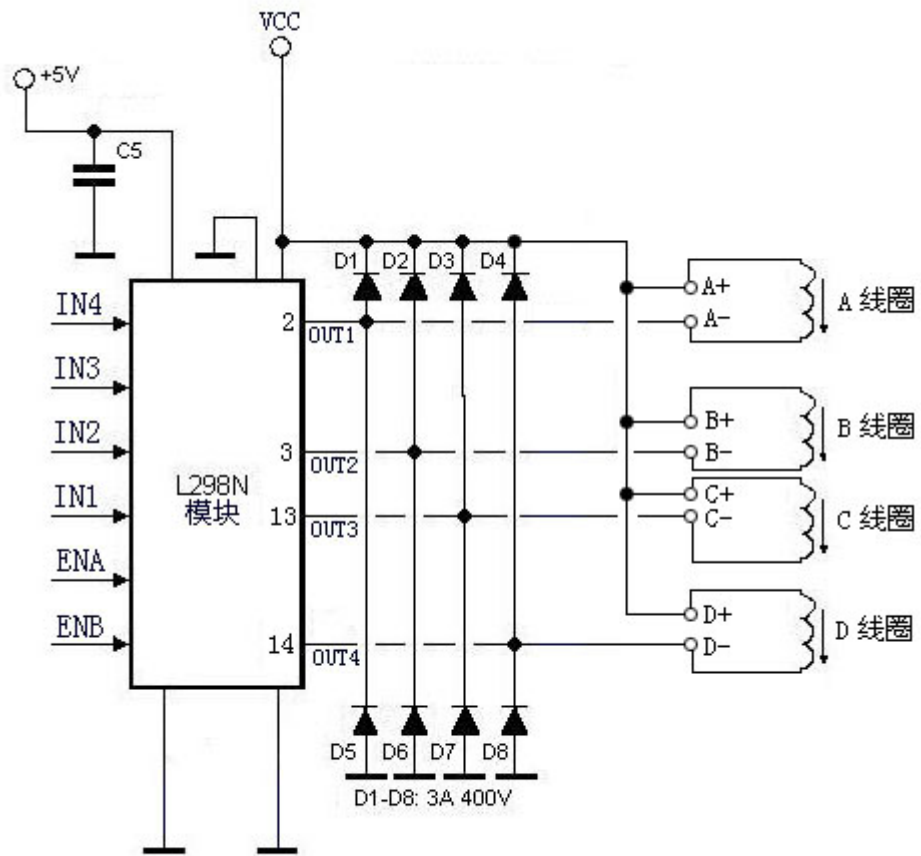 VCC
+5V
C5
D1
D2
D3
D4
A+
A 线圈
A-
IN4
2
OUT1
IN3
B+
B 线圈
IN2
3
OUT2
B-
L298N
模块
C+
IN1
13
OUT3
C-
C 线圈
ENA
D+
D 线圈
ENB
14
OUT4
D-
D5
D6
D7
D8
D1-D8: 3A 400V